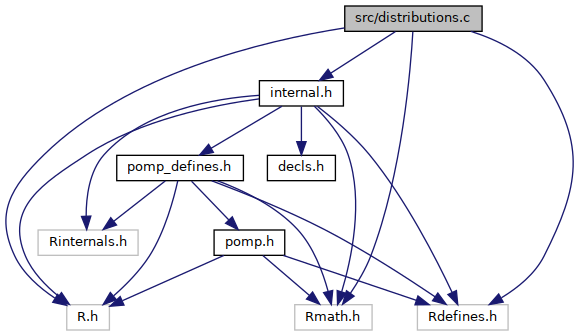 src/distributions.c
internal.h
pomp_defines.h
decls.h
Rinternals.h
pomp.h
R.h
Rmath.h
Rdefines.h